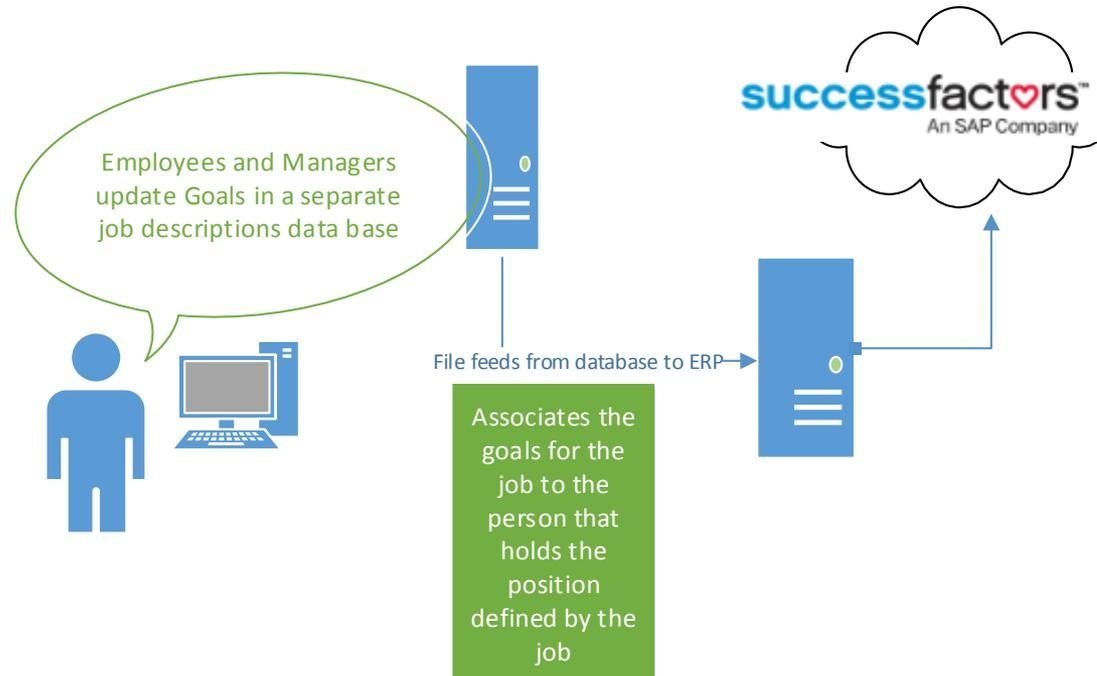 Employees and Managers
update Goals in a separate
job descriptions data base
successfactors™
An SAP Company
File feeds from database to ERP
Associates the
goals for the
job to the
person that
holds the
position
defined by the
job